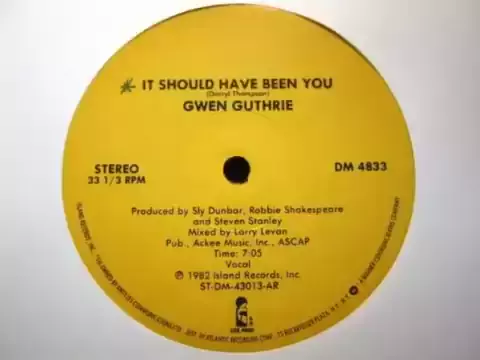 IT SHOULD HAVE BEEN YOU
(Darryl Thompson)
GWEN GUTHRIE
STEREO
33 1/3 RPM
DM 4833
Produced by Sly Dunbar, Robbie Shakespeare
and Steven Stanley
Mixed by Larry Levan
Pub., Ackee Music, Inc., ASCAP
Time: 7:05
Vocal
℗ 1982 Island Records, Inc.
ST-DM-43013-AR